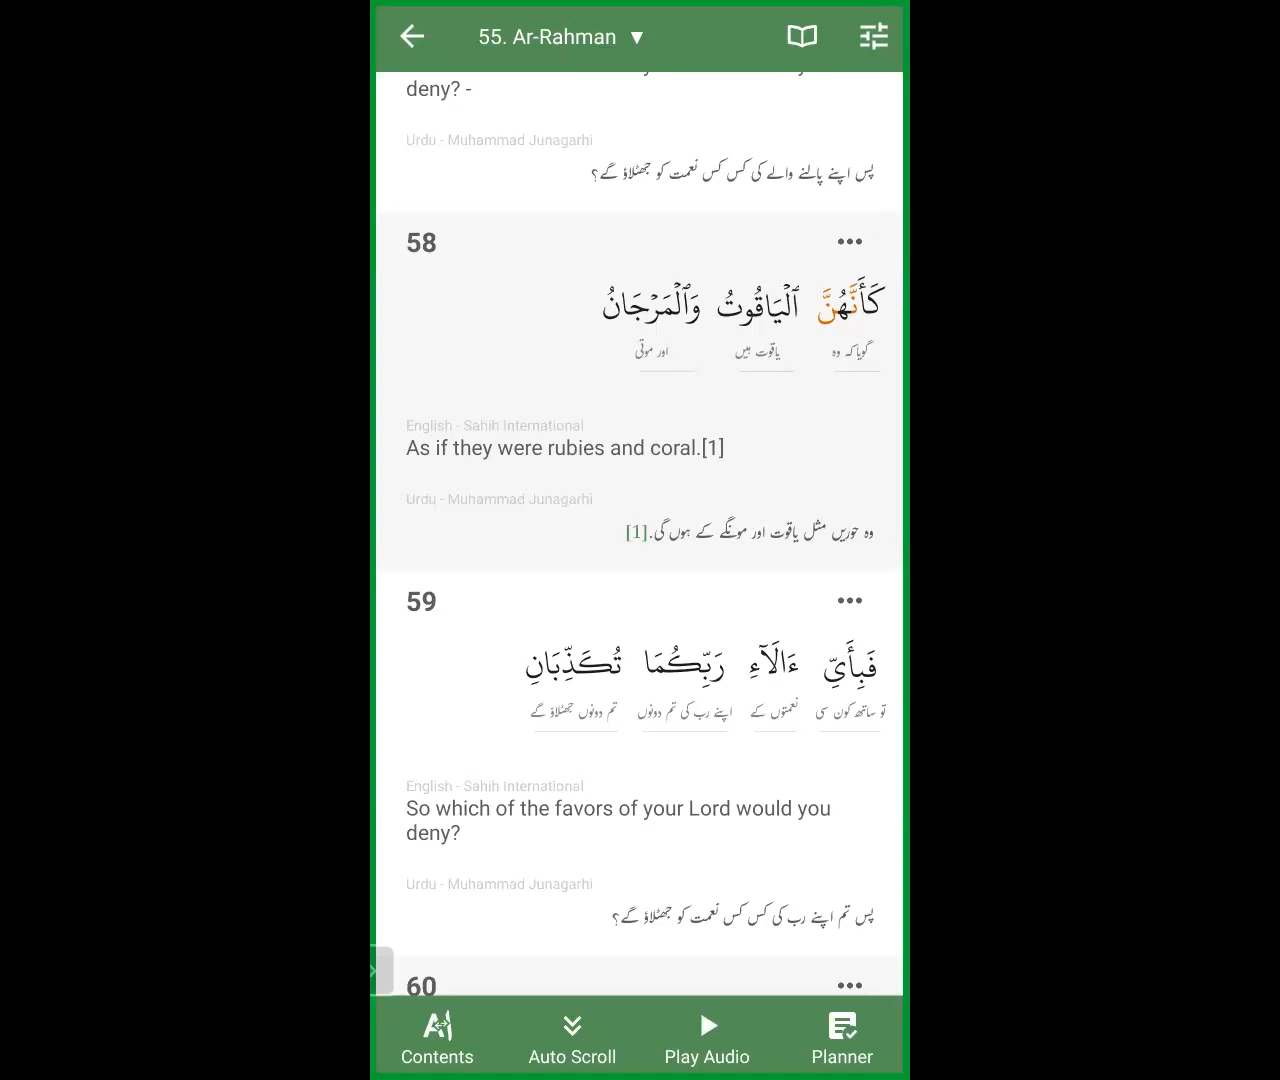 55. Ar-Rahman ▼
deny? -
Urdu - Muhammad Junagarhi
پس اپنے پالنے والے کی کس کس نعمت کو جھٹلاؤ گے؟
58
كَأَنَّهُنَّ ٱلْيَاقُوتُ وَٱلْمَرْجَانُ
گویا کہ وہ یاقوت ہیں اور موتی
English - Sahih International
As if they were rubies and coral.[1]
Urdu - Muhammad Junagarhi
وه حوریں مثل یاقوت اور مونگے کے ہوں گی.[1]
59
فَبِأَىِّ ءَالَآءِ رَبِّكُمَا تُكَذِّبَانِ
تو ساتھ کون سی نعمتوں کے اپنے رب کی تم دونوں تم دونوں جھٹلاؤ گے
English - Sahih International
So which of the favors of your Lord would you
deny?
Urdu - Muhammad Junagarhi
پس تم اپنے رب کی کس کس نعمت کو جھٹلاؤ گے؟
60
Contents Auto Scroll Play Audio Planner